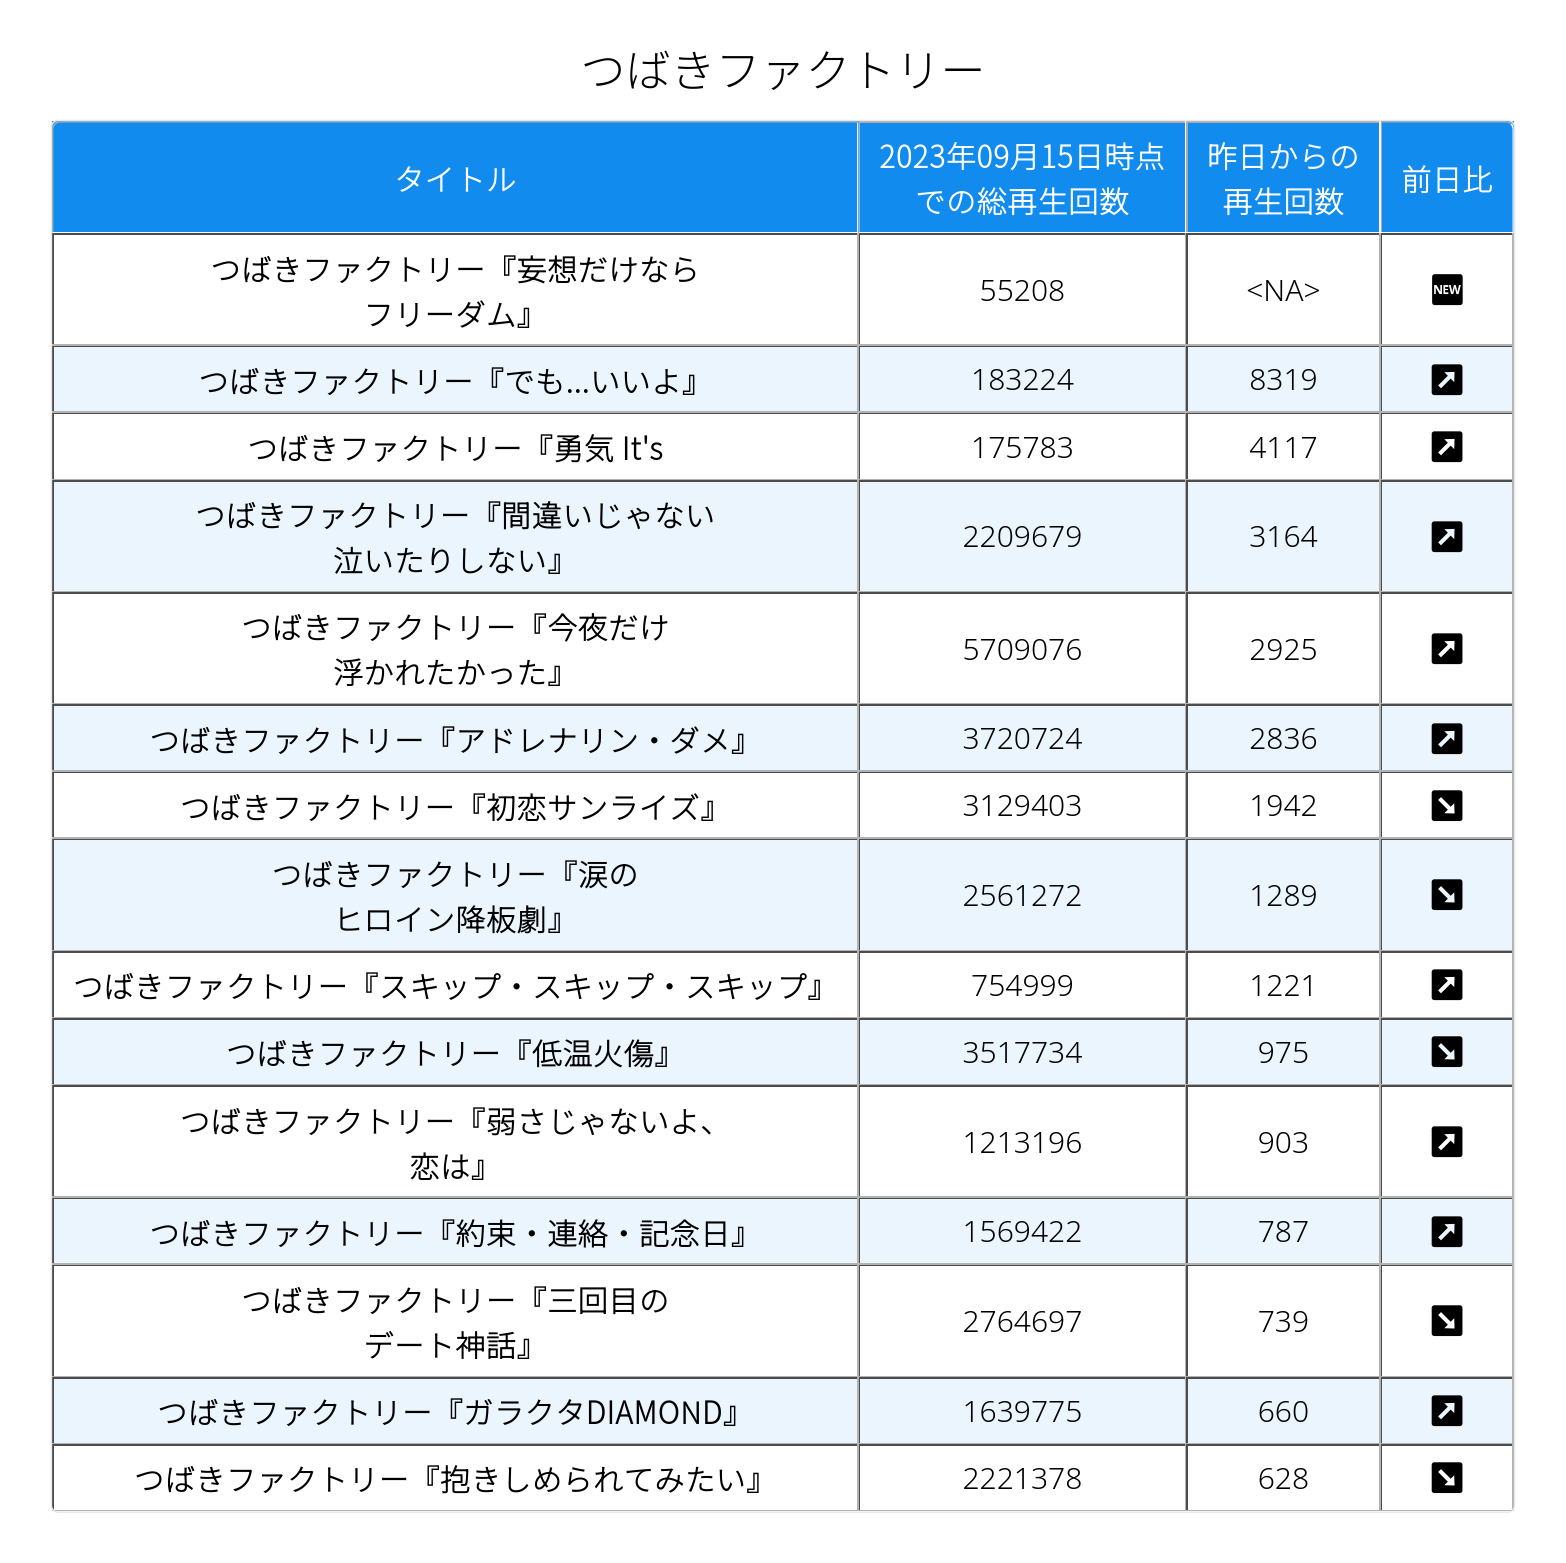 つばきファクトリー
タイトル
2023年09月15日時点
での総再生回数
昨日からの
再生回数
前日比
つばきファクトリー『妄想だけなら
フリーダム』
55208
<NA>
NEW
つばきファクトリー『でも...いいよ』
183224
8319
つばきファクトリー『勇気 It's
175783
4117
つばきファクトリー『間違いじゃない
泣いたりしない』
2209679
3164
つばきファクトリー『今夜だけ
浮かれたかった』
5709076
2925
つばきファクトリー『アドレナリン・ダメ』
3720724
2836
つばきファクトリー『初恋サンライズ』
3129403
1942
つばきファクトリー『涙の
ヒロイン降板劇』
2561272
1289
つばきファクトリー『スキップ・スキップ・スキップ』
754999
1221
つばきファクトリー『低温火傷』
3517734
975
つばきファクトリー『弱さじゃないよ、
恋は』
1213196
903
つばきファクトリー『約束・連絡・記念日』
1569422
787
つばきファクトリー『三回目の
デート神話』
2764697
739
つばきファクトリー『ガラクタDIAMOND』
1639775
660
つばきファクトリー『抱きしめられてみたい』
2221378
628